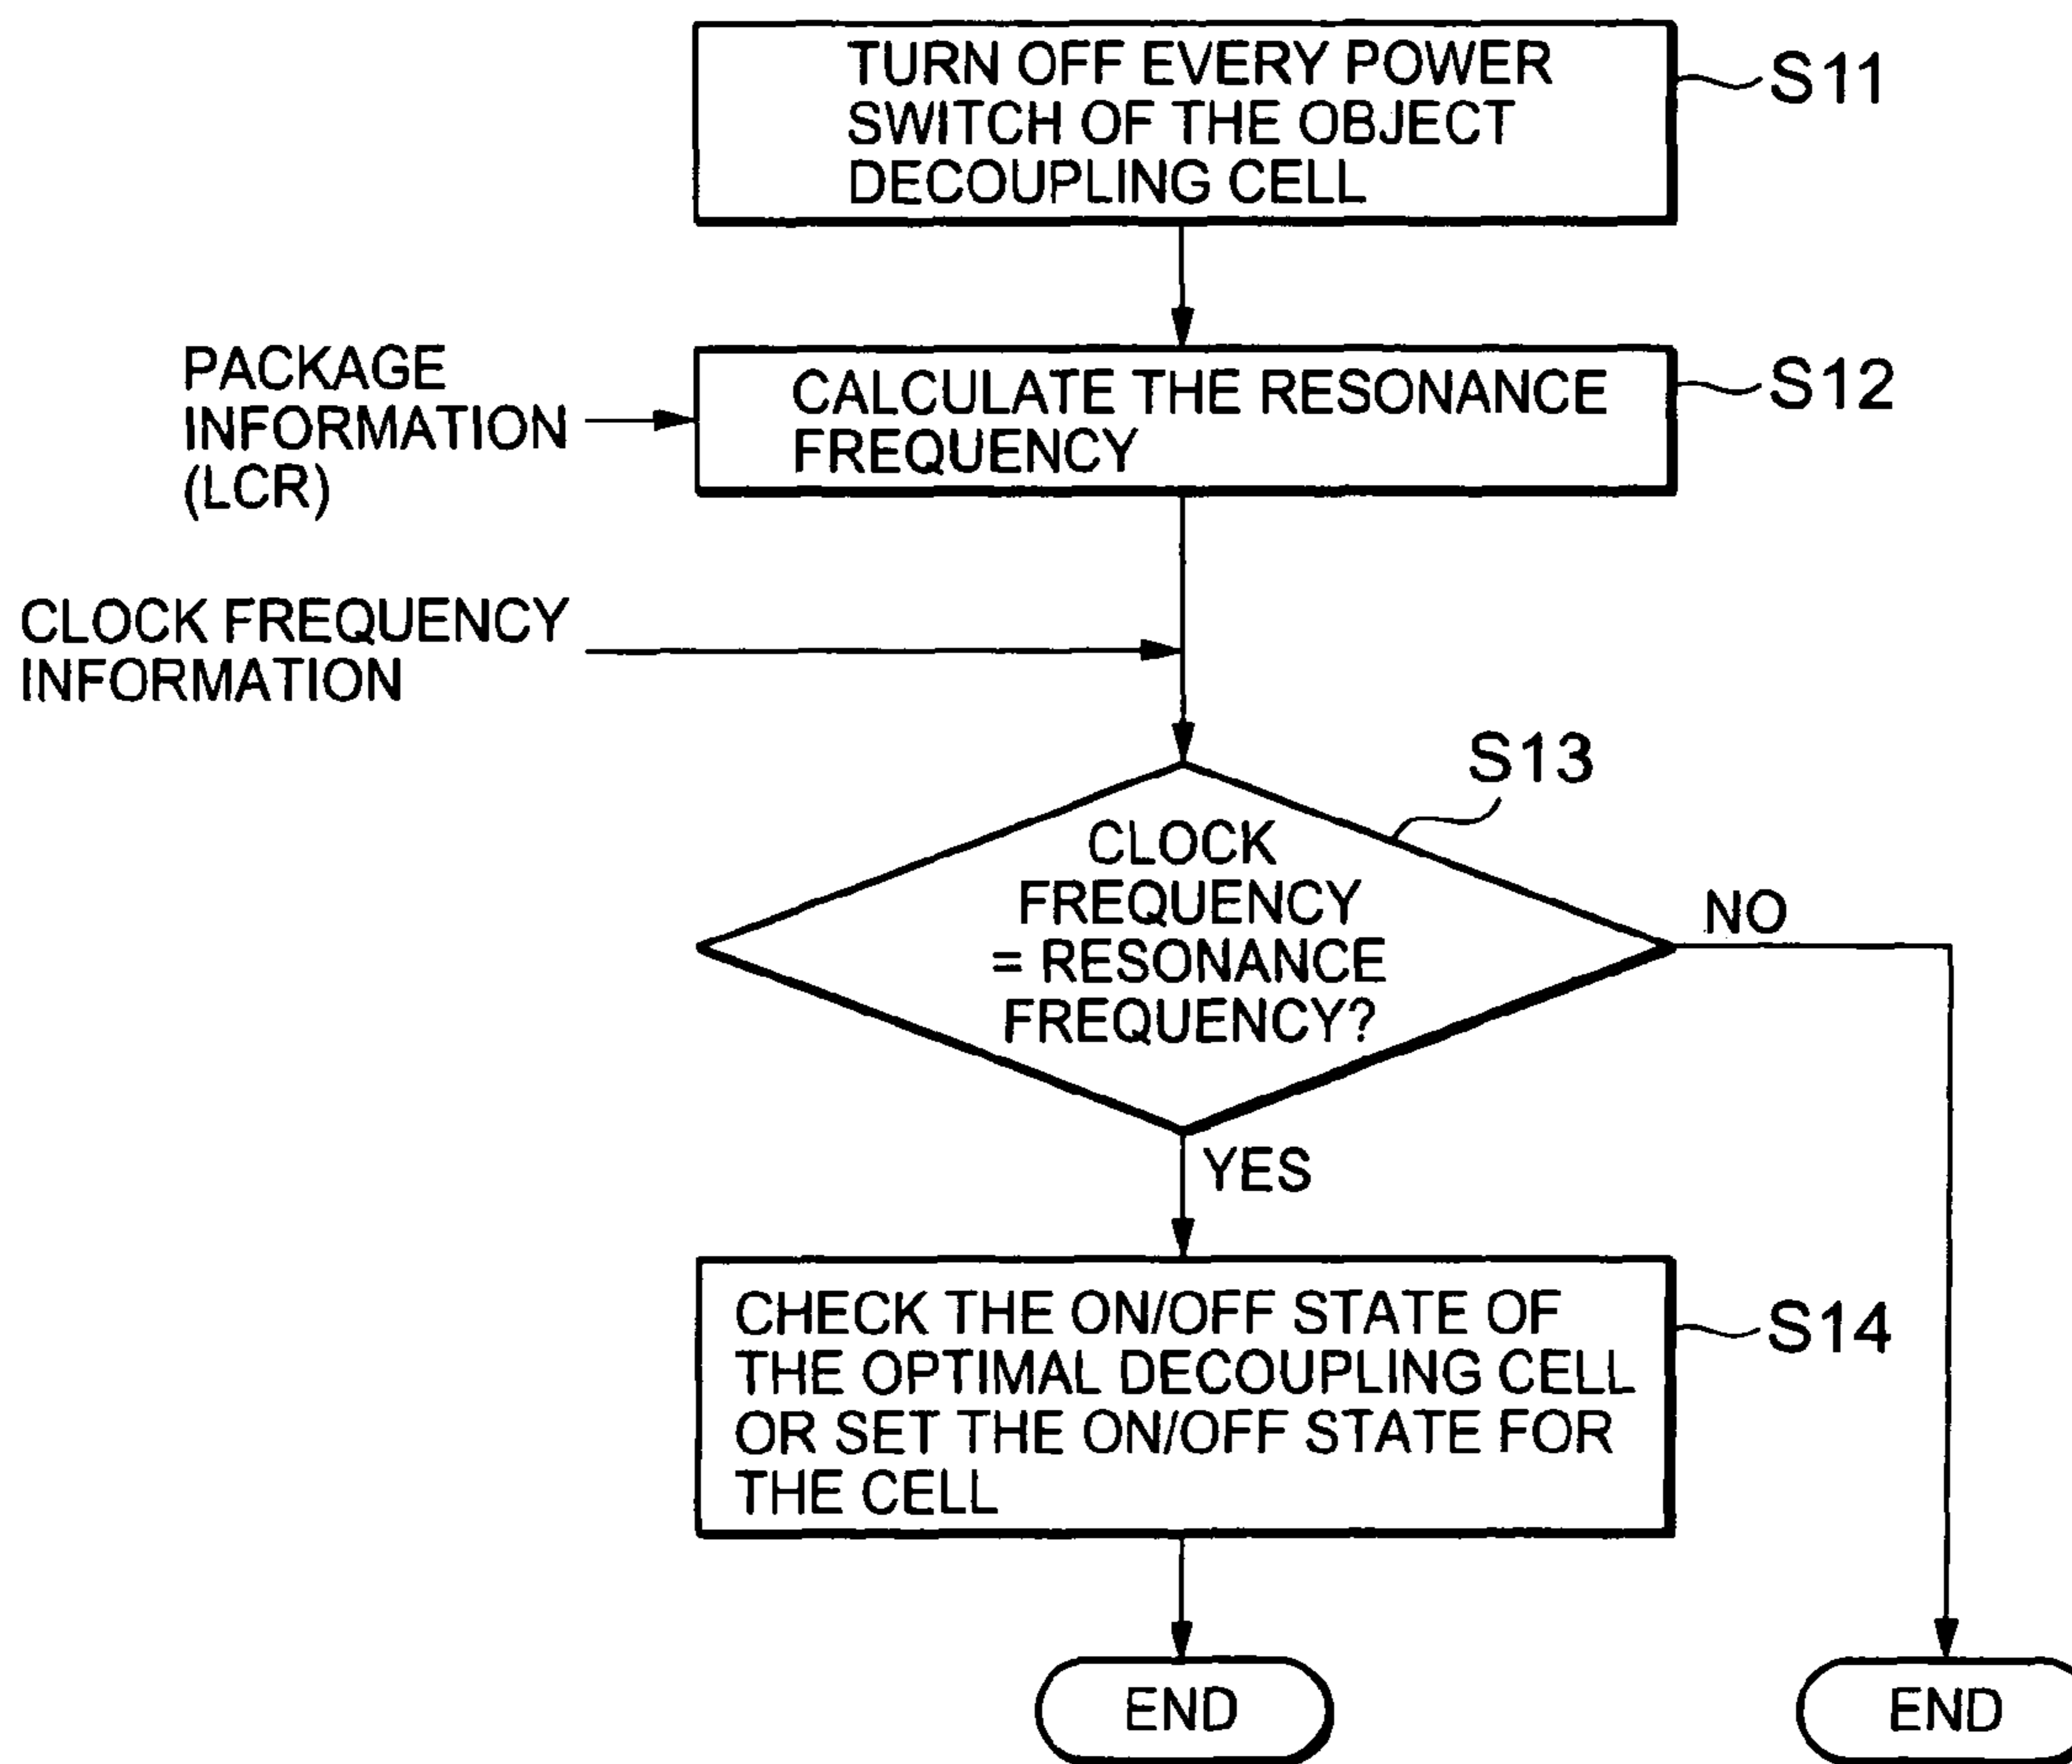 TURN OFF EVERY POWER
SWITCH OF THE OBJECT
DECOUPLING CELL
S11
PACKAGE
INFORMATION
(LCR)
CALCULATE THE RESONANCE
FREQUENCY
S12
CLOCK FREQUENCY
INFORMATION
S13
CLOCK
FREQUENCY
= RESONANCE
FREQUENCY?
NO
YES
CHECK THE ON/OFF STATE OF
THE OPTIMAL DECOUPLING CELL
OR SET THE ON/OFF STATE FOR
THE CELL
S14
END
END